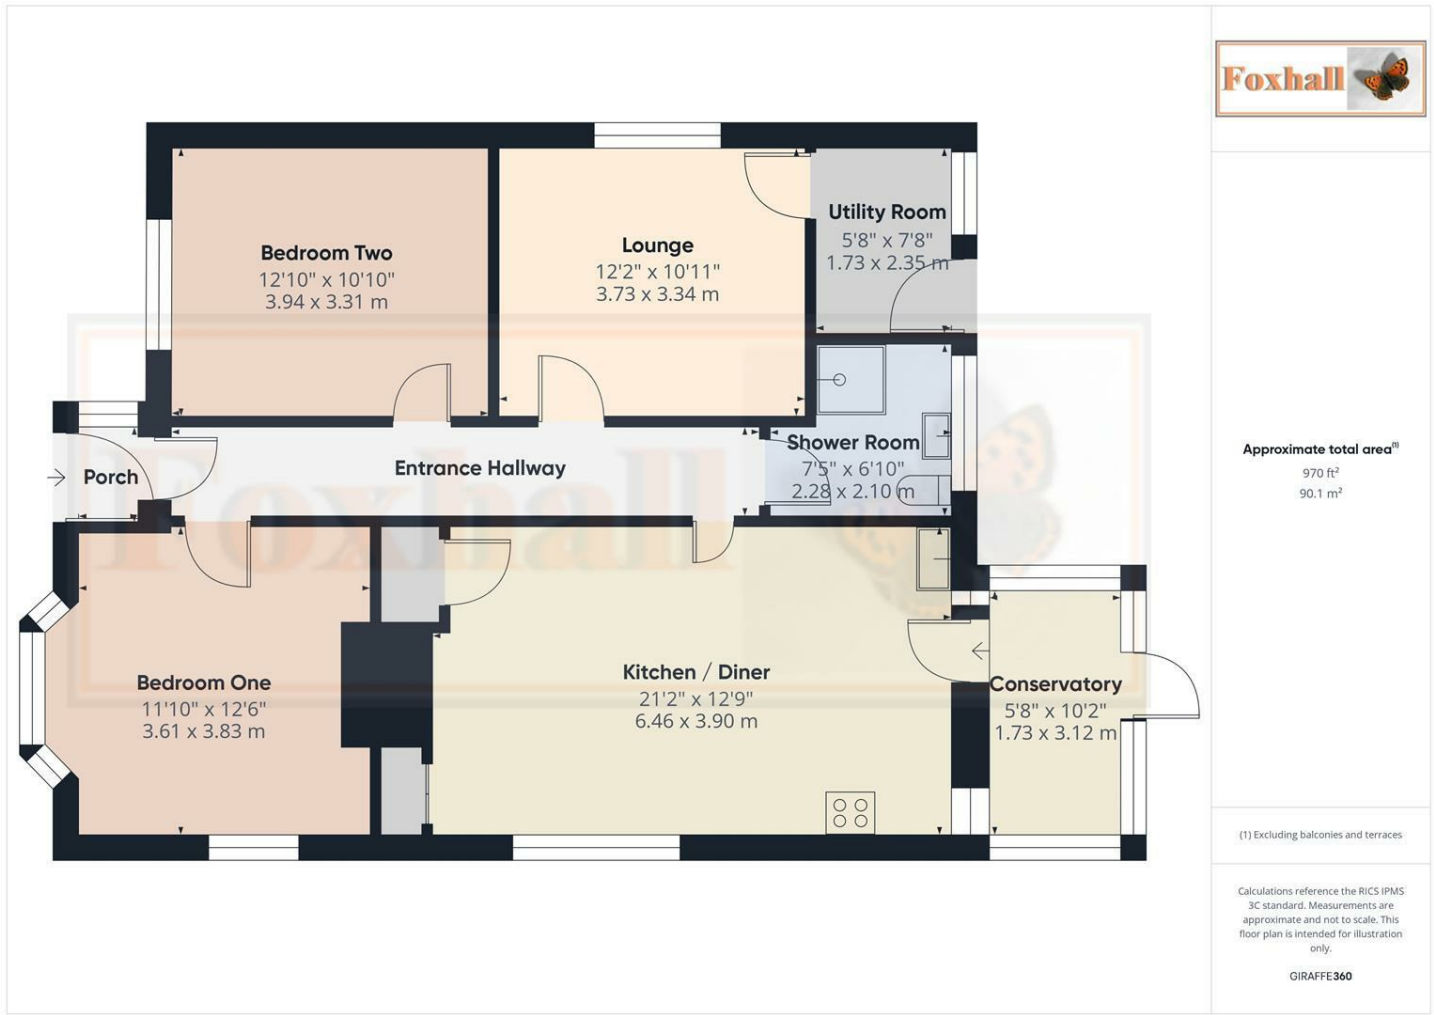 Foxhall
Bedroom Two
12'10" x 10'10"
3.94 x 3.31 m
Lounge
12'2" x 10'11"
3.73 x 3.34 m
Utility Room
5'8" x 7'8"
1.73 x 2.35 m
Porch
Entrance Hallway
Shower Room
7'5" x 6'10"
2.28 x 2.10 m
Foxhall
Bedroom One
11'10" x 12'6"
3.61 x 3.83 m
Kitchen / Diner
21'2" x 12'9"
6.46 x 3.90 m
Conservatory
5'8" x 10'2"
1.73 x 3.12 m
Approximate total area(1)
970 ft²
90.1 m²
(1) Excluding balconies and terraces
Calculations reference the RICS IPMS
3C standard. Measurements are
approximate and not to scale. This
floor plan is intended for illustration
only.
GIRAFFE360